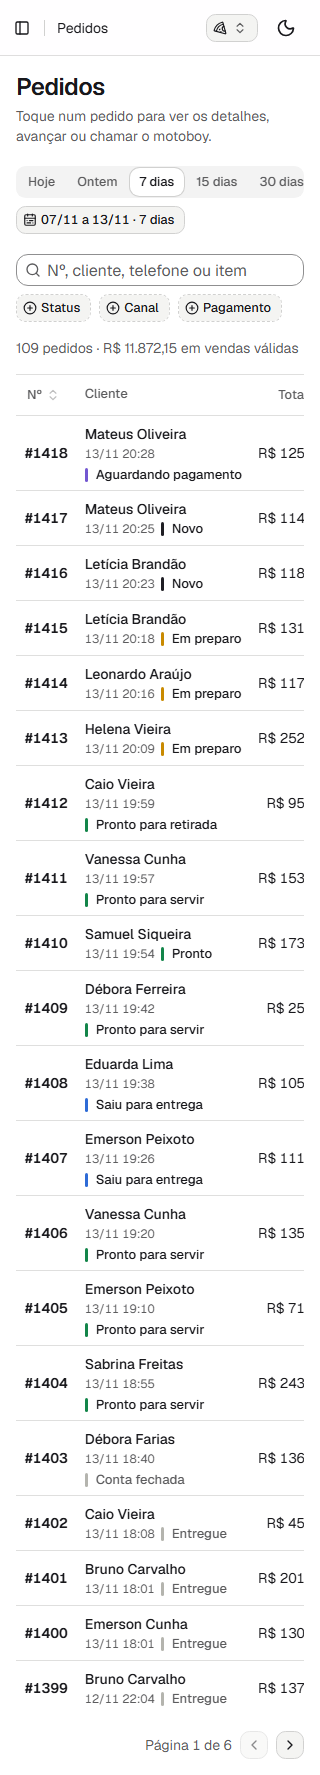 Pedidos
Pedidos
Toque num pedido para ver os detalhes,
avançar ou chamar o motoboy.
Hoje Ontem 7 dias 15 dias 30 dias
07/11 a 13/11 · 7 dias
Nº, cliente, telefone ou item
Status Canal Pagamento
109 pedidos · R$ 11.872,15 em vendas válidas
Nº Cliente Tota
Mateus Oliveira
#1418 13/11 20:28 R$ 125
Aguardando pagamento
Mateus Oliveira
#1417 13/11 20:25 Novo R$ 114
Letícia Brandão
#1416 13/11 20:23 Novo R$ 118
Letícia Brandão
#1415 13/11 20:18 Em preparo R$ 131
Leonardo Araújo
#1414 13/11 20:16 Em preparo R$ 117
Helena Vieira
#1413 13/11 20:09 Em preparo R$ 252
Caio Vieira
#1412 13/11 19:59 R$ 95
Pronto para retirada
Vanessa Cunha
#1411 13/11 19:57 R$ 153
Pronto para servir
Samuel Siqueira
#1410 13/11 19:54 Pronto R$ 173
Débora Ferreira
#1409 13/11 19:42 R$ 25
Pronto para servir
Eduarda Lima
#1408 13/11 19:38 R$ 105
Saiu para entrega
Emerson Peixoto
#1407 13/11 19:26 R$ 111
Saiu para entrega
Vanessa Cunha
#1406 13/11 19:20 R$ 135
Pronto para servir
Emerson Peixoto
#1405 13/11 19:10 R$ 71
Pronto para servir
Sabrina Freitas
#1404 13/11 18:55 R$ 243
Pronto para servir
Débora Farias
#1403 13/11 18:40 R$ 136
Conta fechada
Caio Vieira
#1402 13/11 18:08 Entregue R$ 45
Bruno Carvalho
#1401 13/11 18:01 Entregue R$ 201
Emerson Cunha
#1400 13/11 18:01 Entregue R$ 130
Bruno Carvalho
#1399 12/11 22:04 Entregue R$ 137
Página 1 de 6